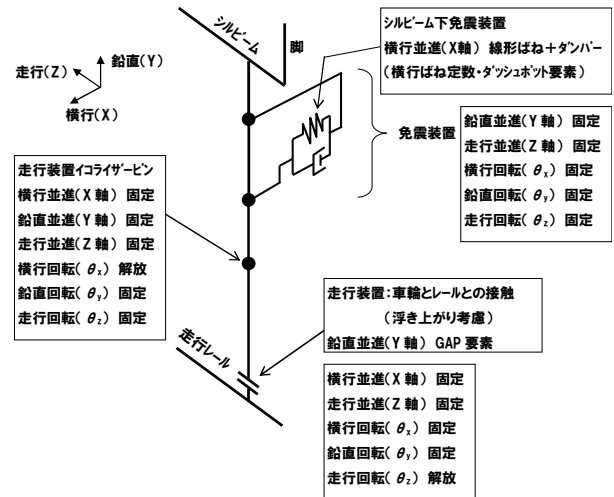 シルビーム
脚
鉛直(Y)
走行(Z)
横行(X)
シルビーム下免震装置
横行並進(X軸) 線形ばね＋ダンパー
(横行ばね定数・ダッシュポット要素)
免震装置
鉛直並進(Y 軸) 固定
走行並進(Z 軸) 固定
横行回転( θx) 固定
鉛直回転( θy) 固定
走行回転( θz) 固定
走行装置イコライザーピン
横行並進(X 軸) 固定
鉛直並進(Y 軸) 固定
走行並進(Z 軸) 固定
横行回転( θx) 解放
鉛直回転( θy) 固定
走行回転( θz) 固定
走行装置:車輪とレールとの接触
(浮き上がり考慮)
鉛直並進(Y 軸) GAP 要素
走行レール
横行並進(X 軸) 固定
走行並進(Z 軸) 固定
横行回転( θx) 固定
鉛直回転( θy) 固定
走行回転( θz) 解放